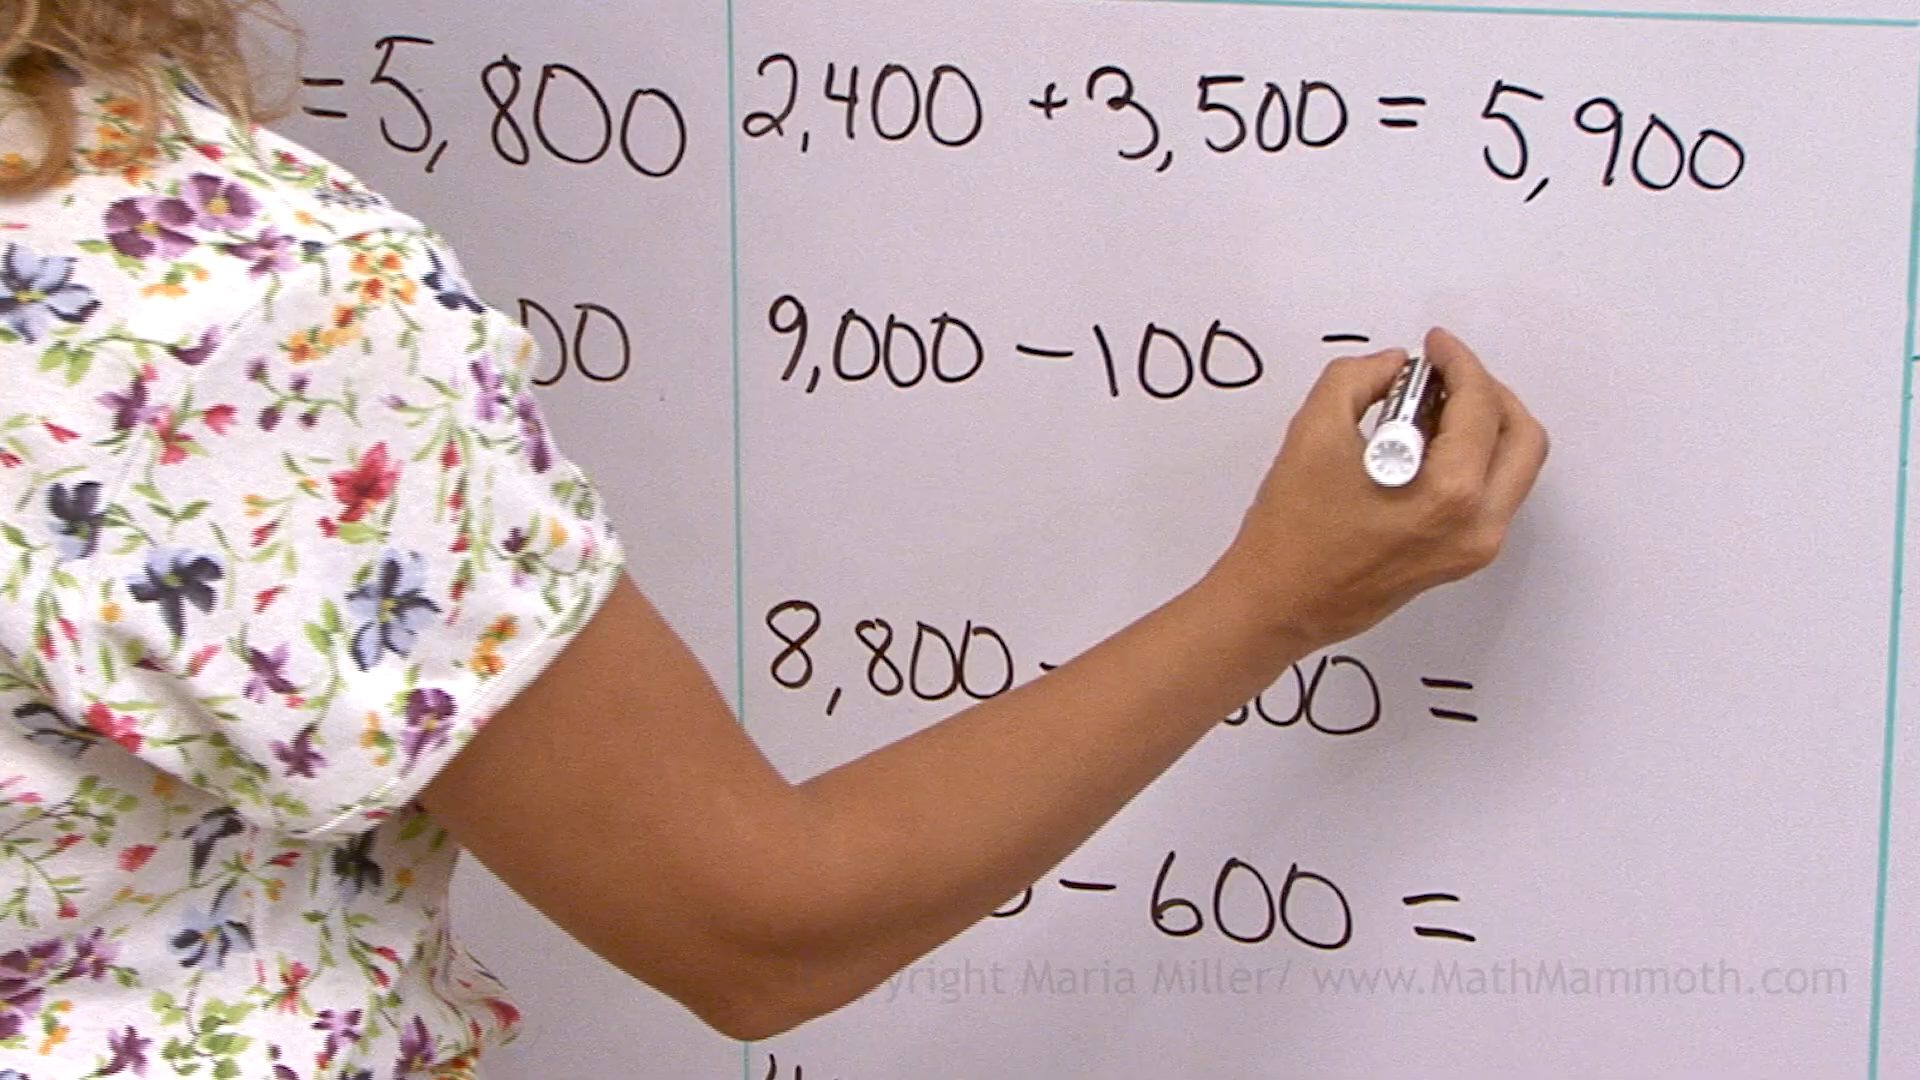 = 5,800
2,400 + 3,500 = 5,900
00
9,000 - 100 =
8,800 - 00 =
- 600 =
Maria Miller/ www.MathMammoth.com